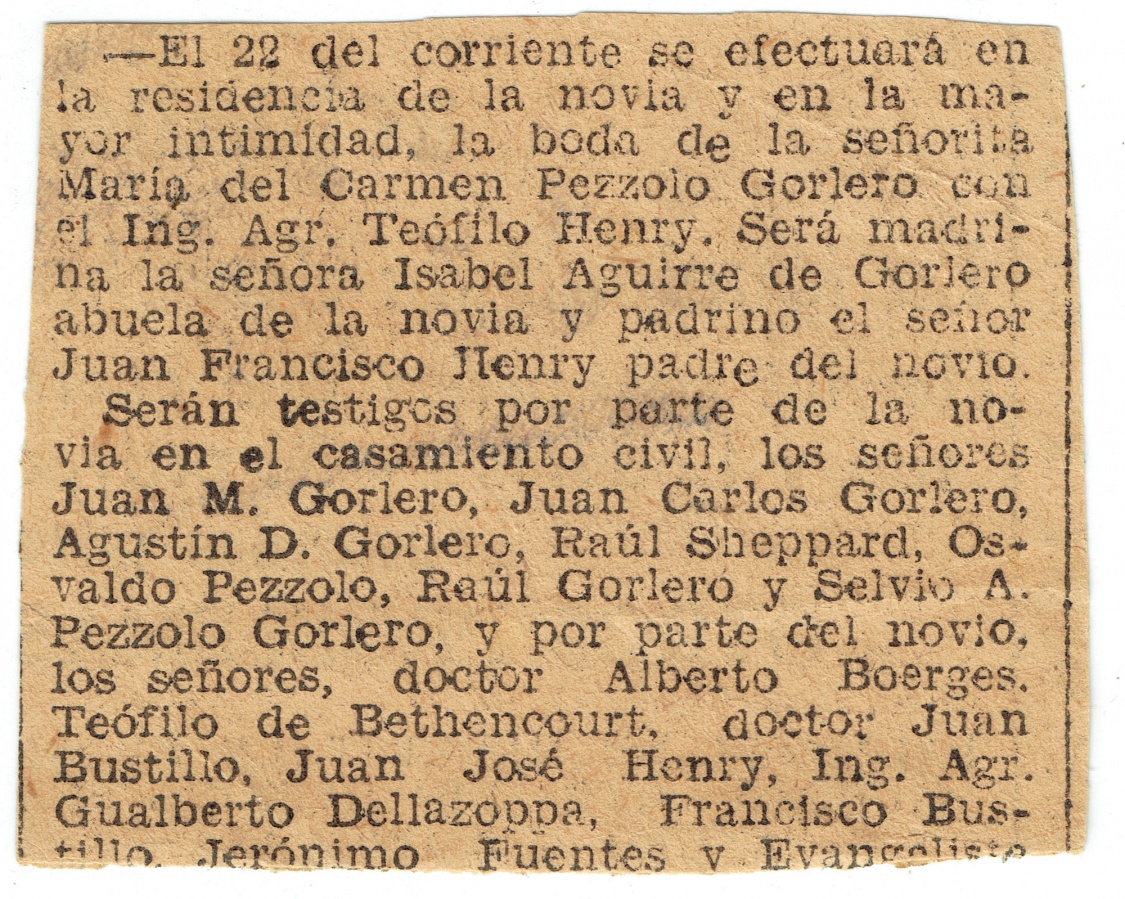 —El 22 del corriente se efectuará en
la residencia de la novia y en la ma-
yor intimídad, la boda de la señorita
María del Carmen Pezzolo Gorlero con
el Ing. Agr. Teófilo Henry. Será madri-
na la señora Isabel Aguirre de Gorlero
abuela de la novia y padrino el señor
Juan Francisco Henry padre del novio.
Serán testigos por parte de la no-
via en el casamiento civil, los señores
Juan M. Gorlero, Juan Carlos Gorlero,
Agustín D. Gorlero, Raúl Sheppard, Os-
valdo Pezzolo, Raúl Gorlero y Selvio A.
Pezzolo Gorlero, y por parte del novio,
los señores, doctor Alberto Boerges.
Teófilo de Bethencourt, doctor Juan
Bustillo, Juan José Henry, Ing. Agr.
Gualberto Dellazoppa, Francisco Bus-
tillo, Jerónimo Fuentes y Evangeliste